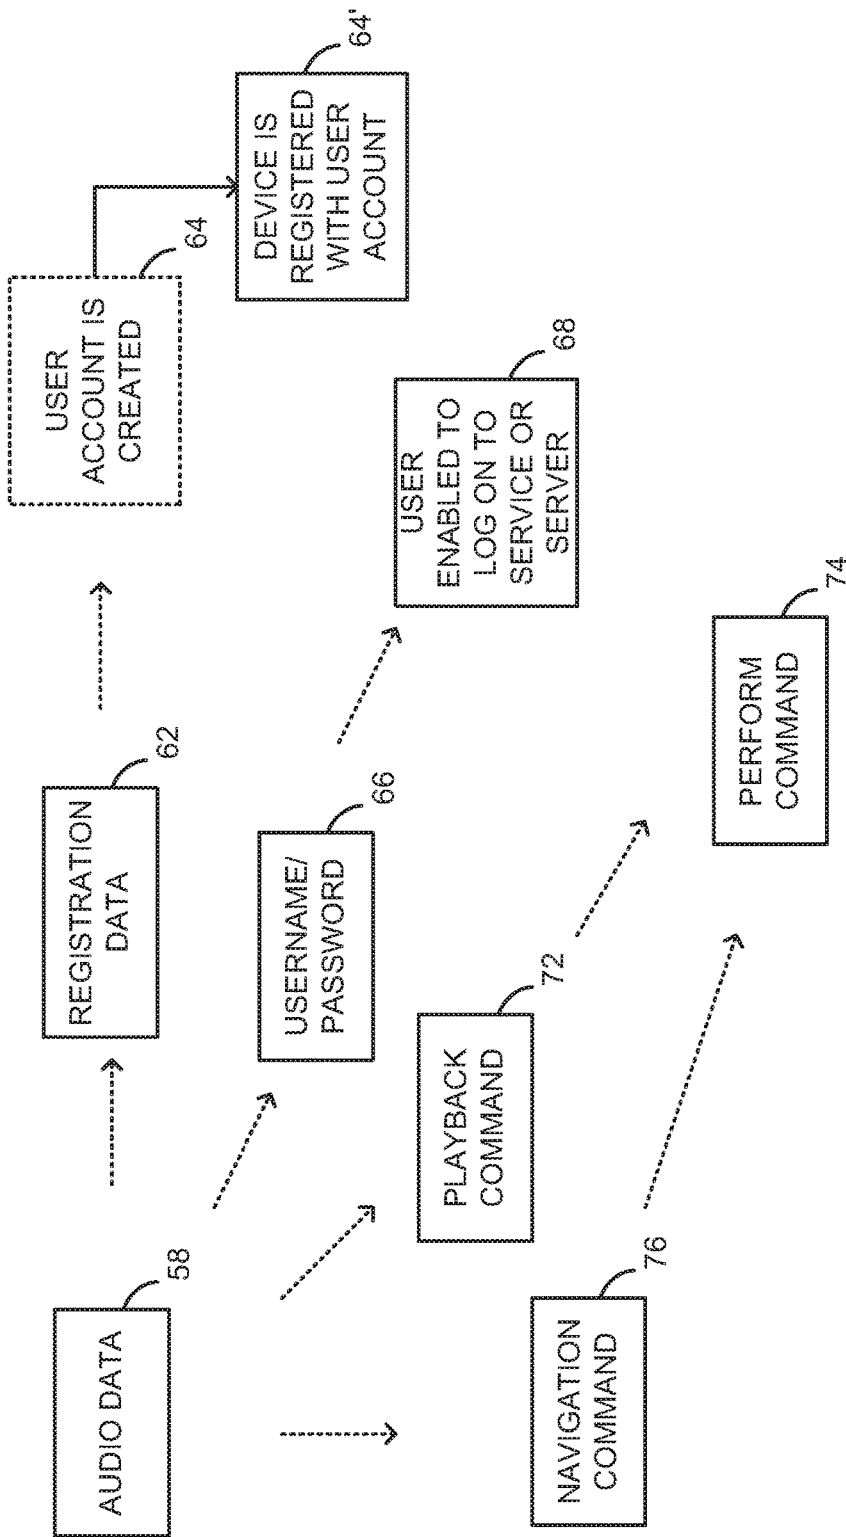 AUDIO DATA
58
REGISTRATION
DATA
62
USER
ACCOUNT IS
CREATED
64
DEVICE IS
REGISTERED
WITH USER
ACCOUNT
64'
USERNAME/
PASSWORD
66
USER
ENABLED TO
LOG ON TO
SERVICE OR
SERVER
68
PLAYBACK
COMMAND
72
NAVIGATION
COMMAND
76
PERFORM
COMMAND
74